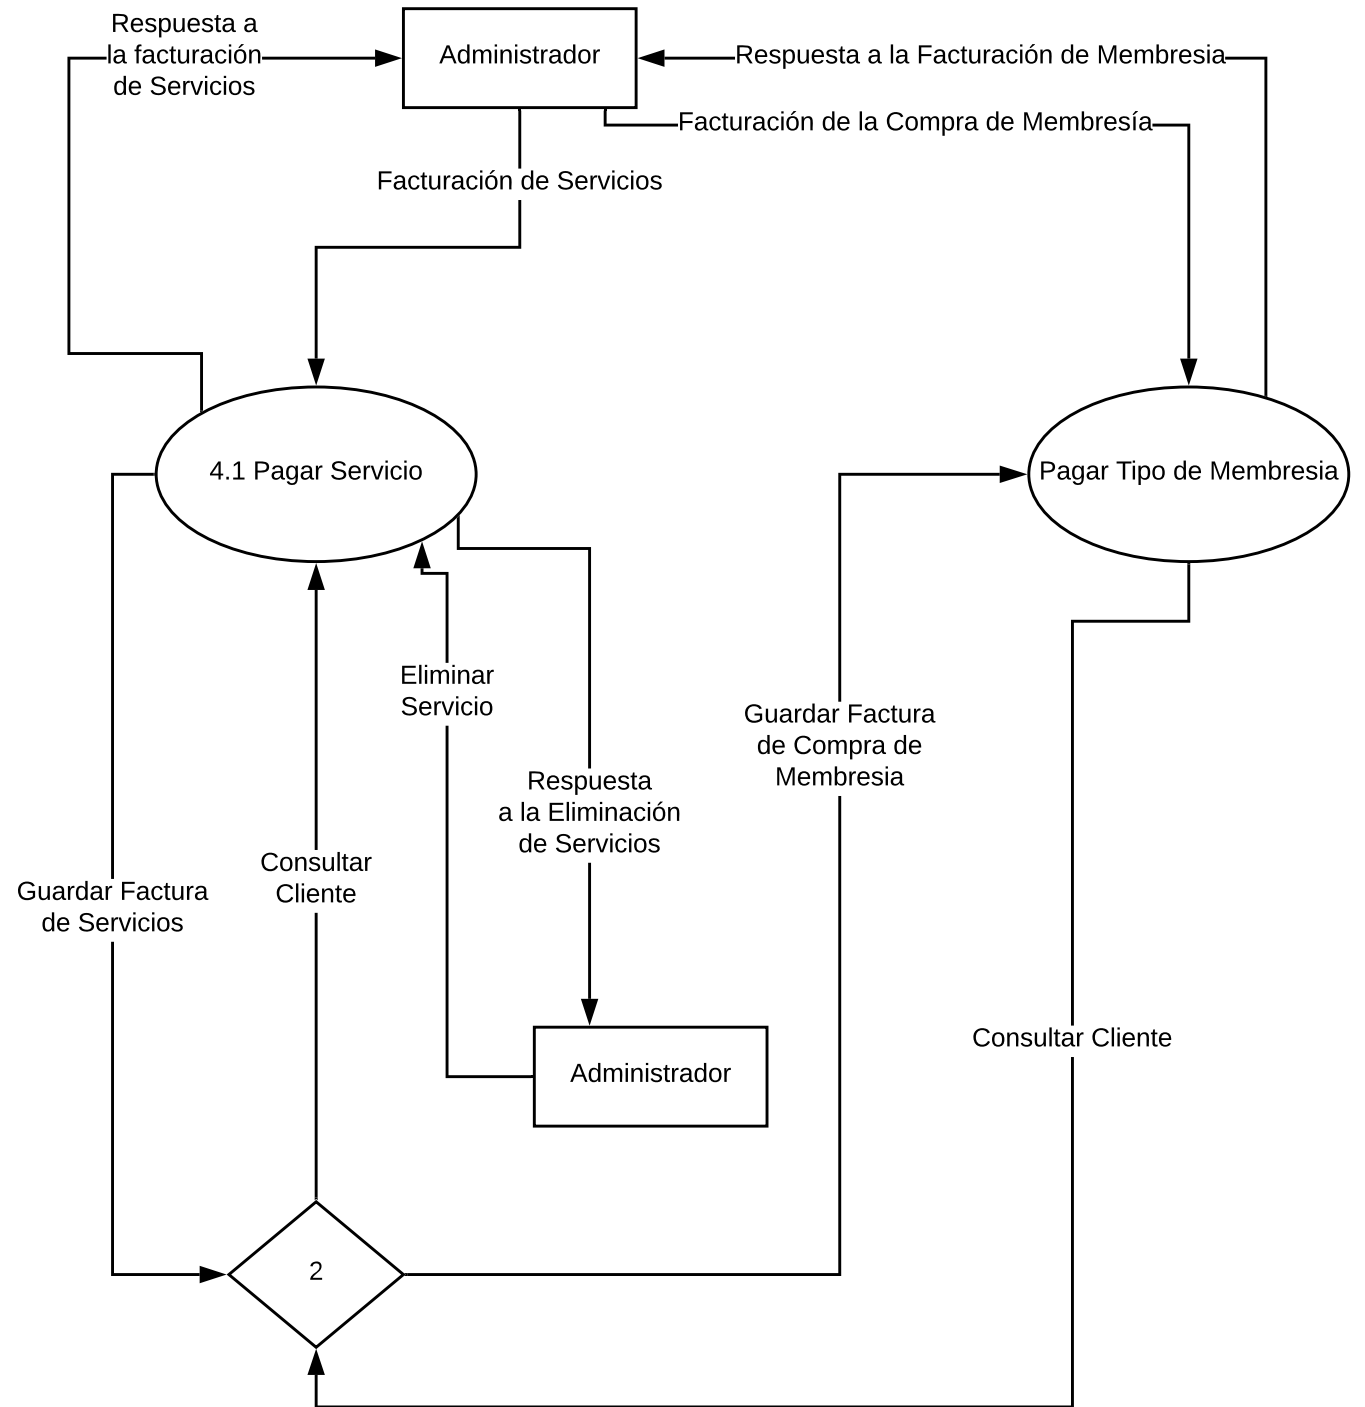 Respuesta a
la facturación
de Servicios
Administrador
Respuesta a la Facturación de Membresia
Facturación de la Compra de Membresía
Facturación de Servicios
4.1 Pagar Servicio
Pagar Tipo de Membresia
Eliminar
Servicio
Guardar Factura
de Compra de
Membresia
Respuesta
a la Eliminación
de Servicios
Consultar
Cliente
Guardar Factura
de Servicios
Consultar Cliente
Administrador
2